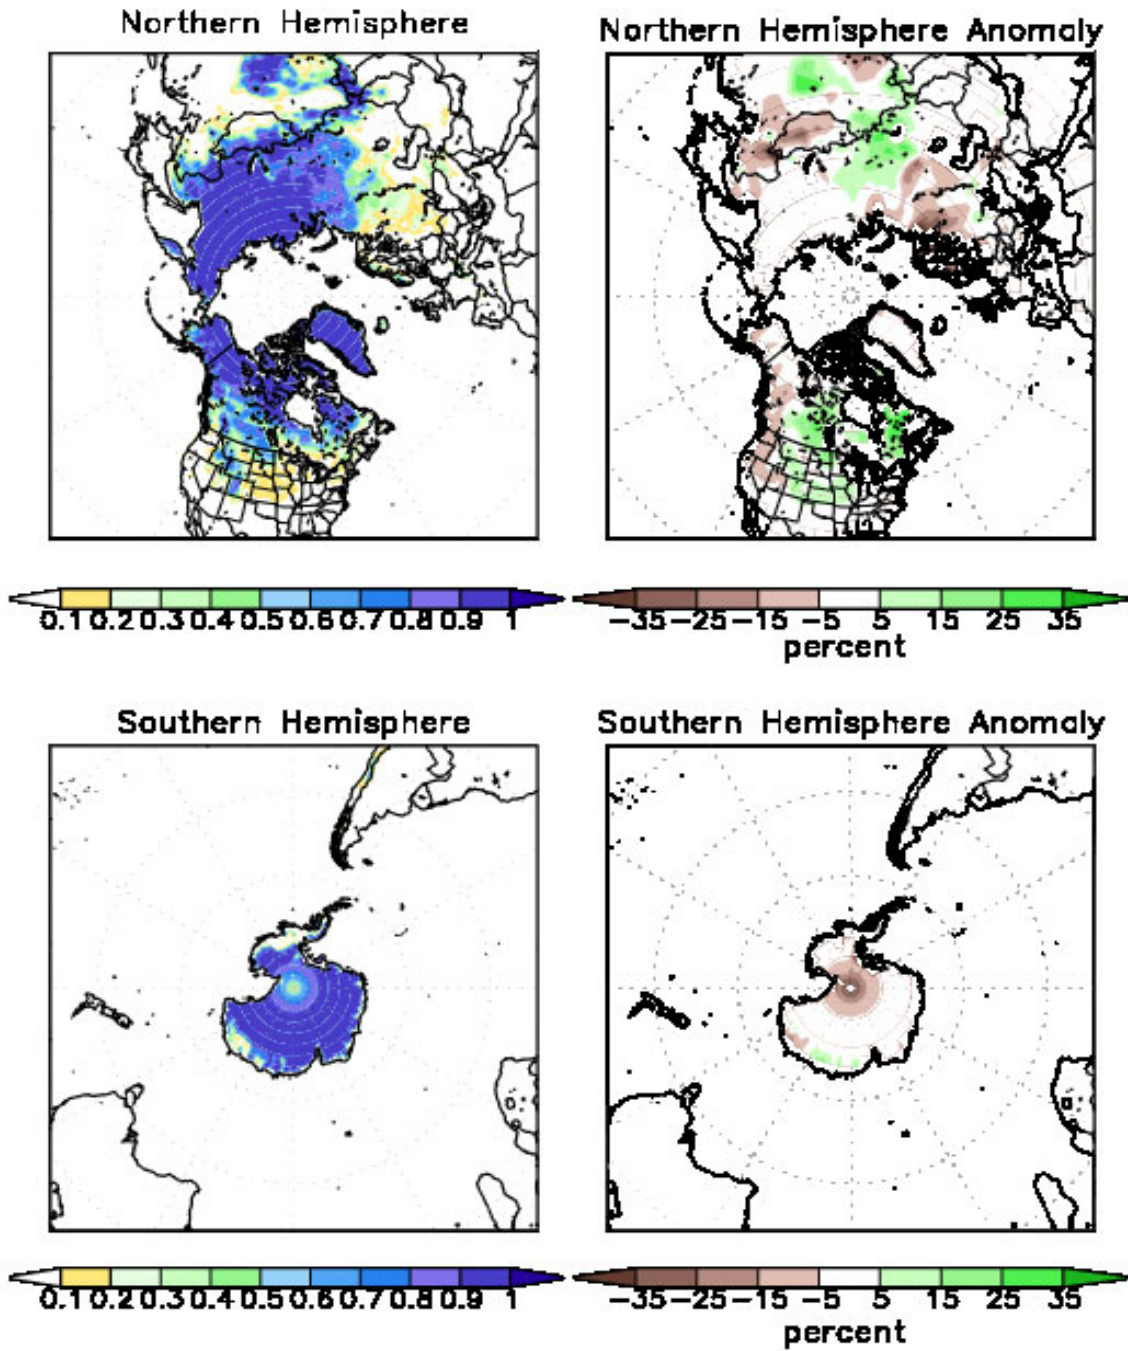 Northern Hemisphere
Northern Hemisphere Anomaly
0.1 0.2 0.3 0.4 0.5 0.6 0.7 0.8 0.9 1
-35 -25 -15 -5 5 15 25 35
percent
Southern Hemisphere
Southern Hemisphere Anomaly
0.1 0.2 0.3 0.4 0.5 0.6 0.7 0.8 0.9 1
-35 -25 -15 -5 5 15 25 35
percent